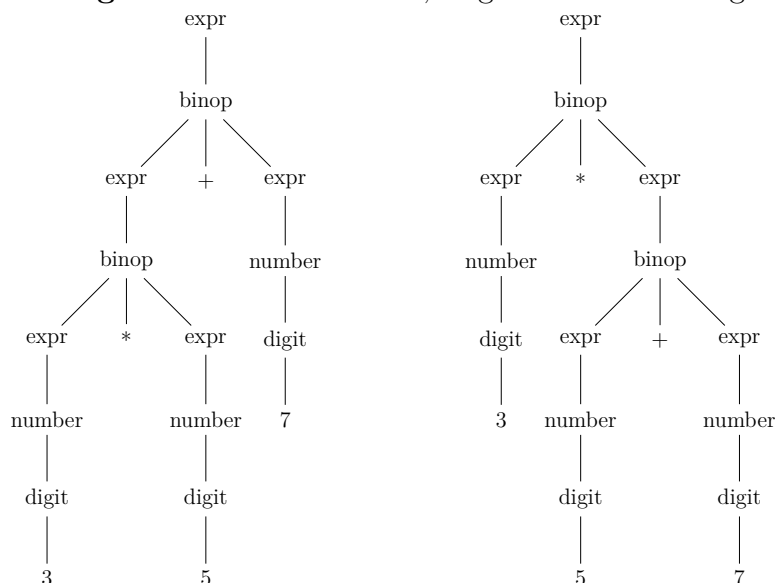 expr expr
binop binop
expr + expr expr * expr
binop number number binop
expr * expr digit digit expr + expr
number number 7 3 number number
digit digit digit digit
3 5 5 7